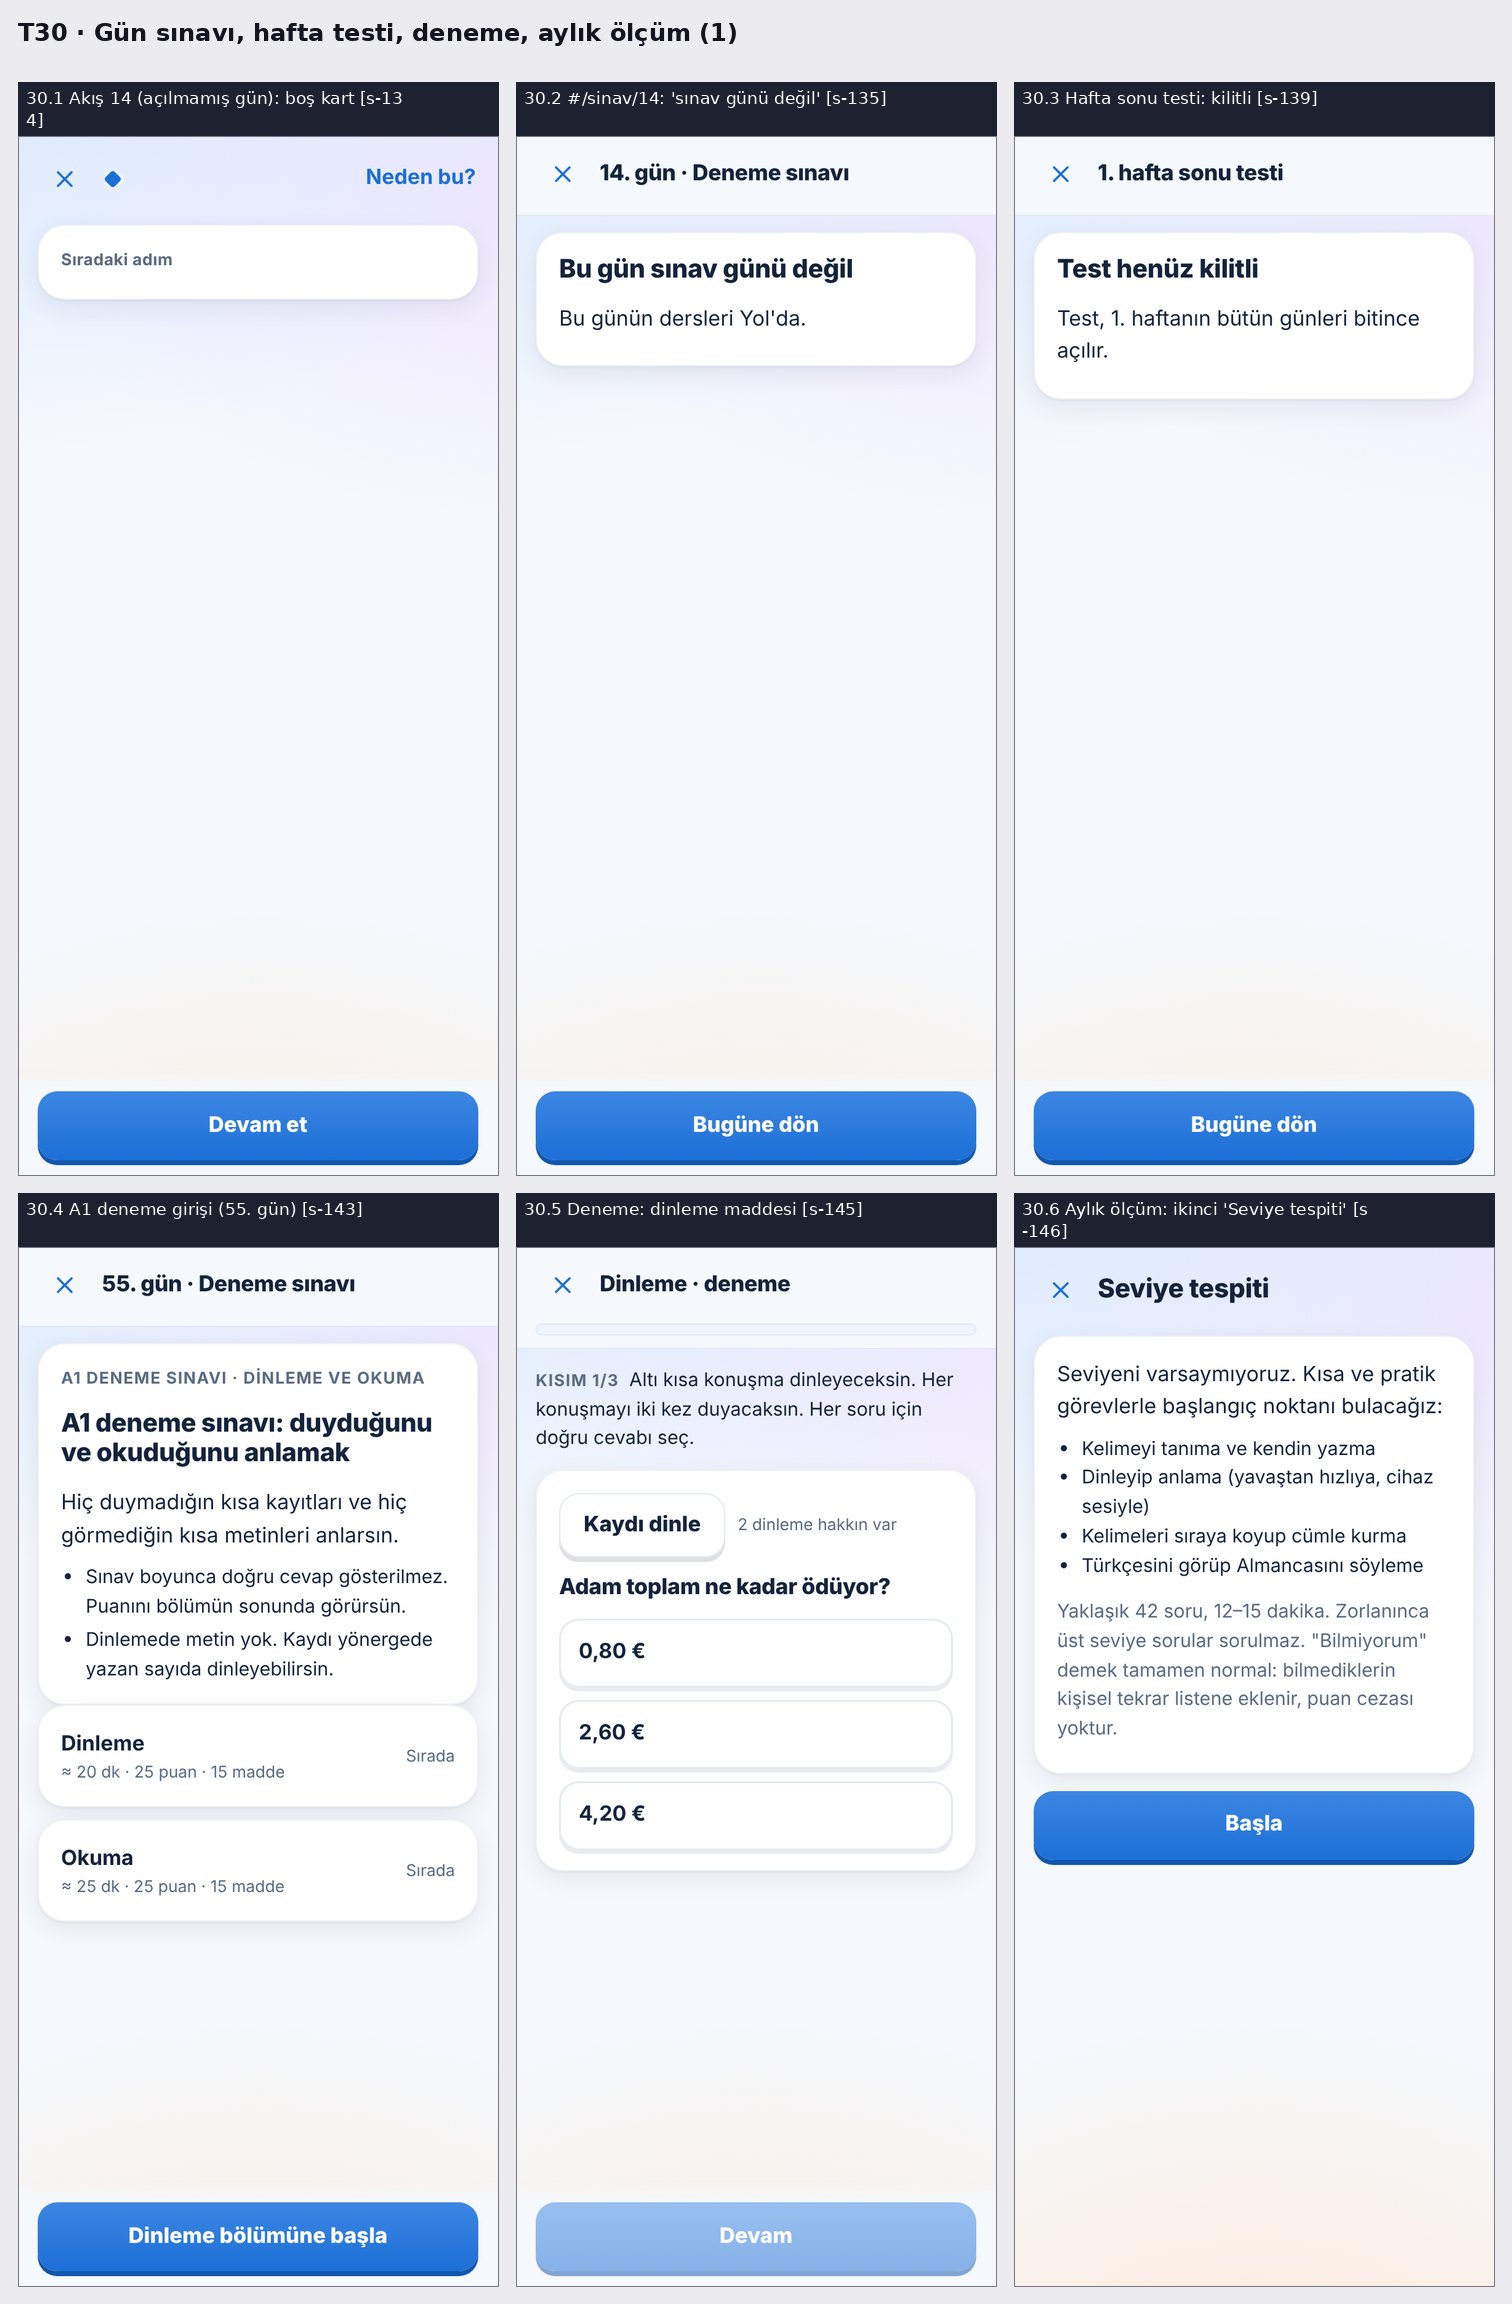 T30 · Gün sınavı, hafta testi, deneme, aylık ölçüm (1)
30.1 Akış 14 (açılmamış gün): boş kart [s-13
4]
Neden bu?
Sıradaki adım
Devam et
30.2 #/sinav/14: 'sınav günü değil' [s-135]
14. gün · Deneme sınavı
Bu gün sınav günü değil
Bu günün dersleri Yol'da.
Bugüne dön
30.3 Hafta sonu testi: kilitli [s-139]
1. hafta sonu testi
Test henüz kilitli
Test, 1. haftanın bütün günleri bitince
açılır.
Bugüne dön
30.4 A1 deneme girişi (55. gün) [s-143]
55. gün · Deneme sınavı
A1 DENEME SINAVI · DİNLEME VE OKUMA
A1 deneme sınavı: duyduğunu
ve okuduğunu anlamak
Hiç duymadığın kısa kayıtları ve hiç
görmediğin kısa metinleri anlarsın.
• Sınav boyunca doğru cevap gösterilmez.
Puanını bölümün sonunda görürsün.
• Dinlemede metin yok. Kaydı yönergede
yazan sayıda dinleyebilirsin.
Dinleme
≈ 20 dk · 25 puan · 15 madde
Sırada
Okuma
≈ 25 dk · 25 puan · 15 madde
Sırada
Dinleme bölümüne başla
30.5 Deneme: dinleme maddesi [s-145]
Dinleme · deneme
KISIM 1/3 Altı kısa konuşma dinleyeceksin. Her
konuşmayı iki kez duyacaksın. Her soru için
doğru cevabı seç.
Kaydı dinle
2 dinleme hakkın var
Adam toplam ne kadar ödüyor?
0,80 €
2,60 €
4,20 €
Devam
30.6 Aylık ölçüm: ikinci 'Seviye tespiti' [s
-146]
Seviye tespiti
Seviyeni varsaymıyoruz. Kısa ve pratik
görevlerle başlangıç noktanı bulacağız:
• Kelimeyi tanıma ve kendin yazma
• Dinleyip anlama (yavaştan hızlıya, cihaz
sesiyle)
• Kelimeleri sıraya koyup cümle kurma
• Türkçesini görüp Almancasını söyleme
Yaklaşık 42 soru, 12–15 dakika. Zorlanınca
üst seviye sorular sorulmaz. "Bilmiyorum"
demek tamamen normal: bilmediklerin
kişisel tekrar listene eklenir, puan cezası
yoktur.
Başla